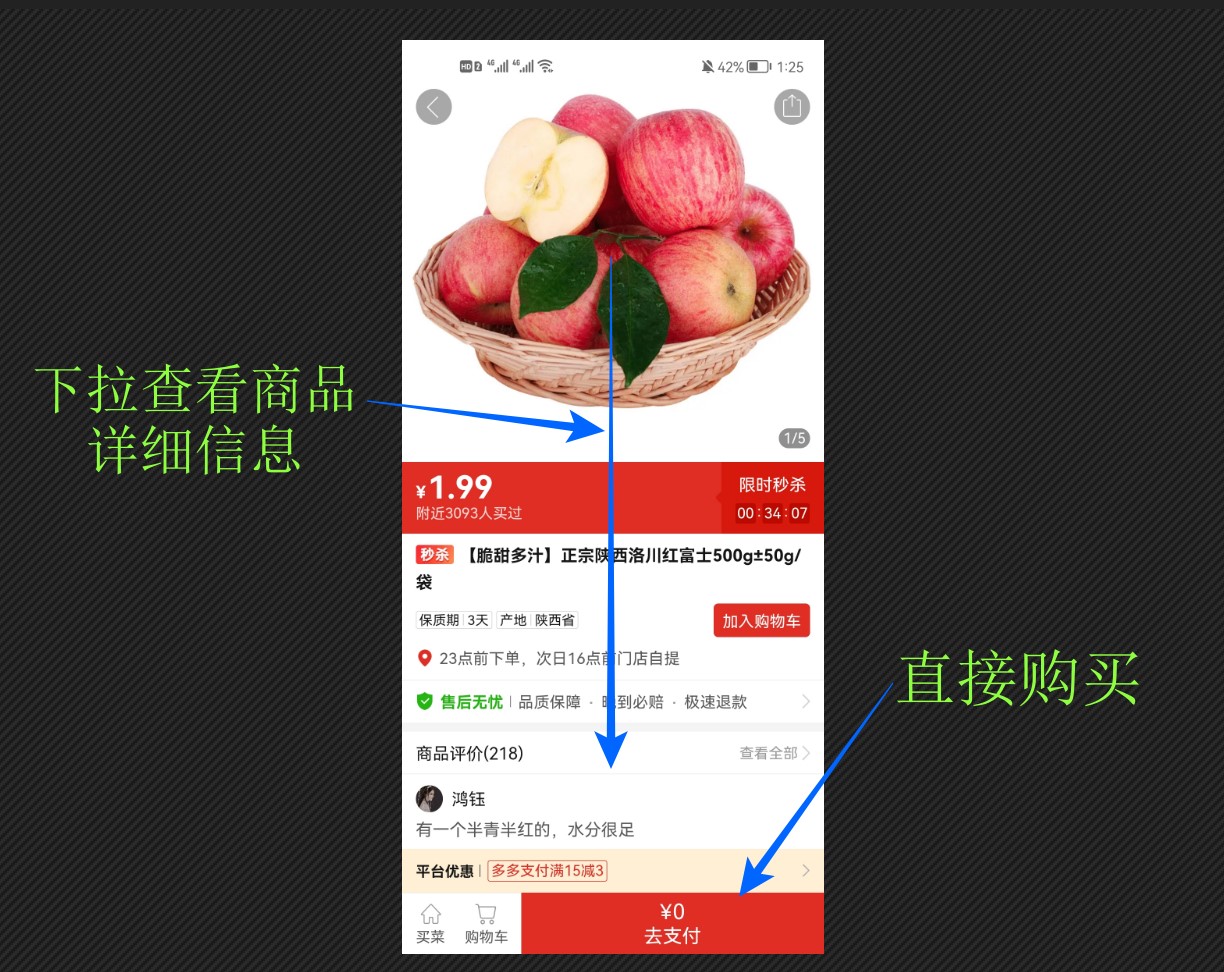 HD 2 4G 4G 42% 1:25
1/5
下拉查看商品
详细信息
¥1.99
附近3093人买过
限时秒杀
00:34:07
秒杀 【脆甜多汁】正宗陕西洛川红富士500g±50g/
袋
保质期 3天 产地 陕西省
加入购物车
23点前下单，次日16点前门店自提
售后无忧 品质保障 · 晚到必赔 · 极速退款
直接购买
商品评价(218) 查看全部
鸿钰
有一个半青半红的，水分很足
平台优惠 多多支付满15减3
买菜
购物车
¥0
去支付